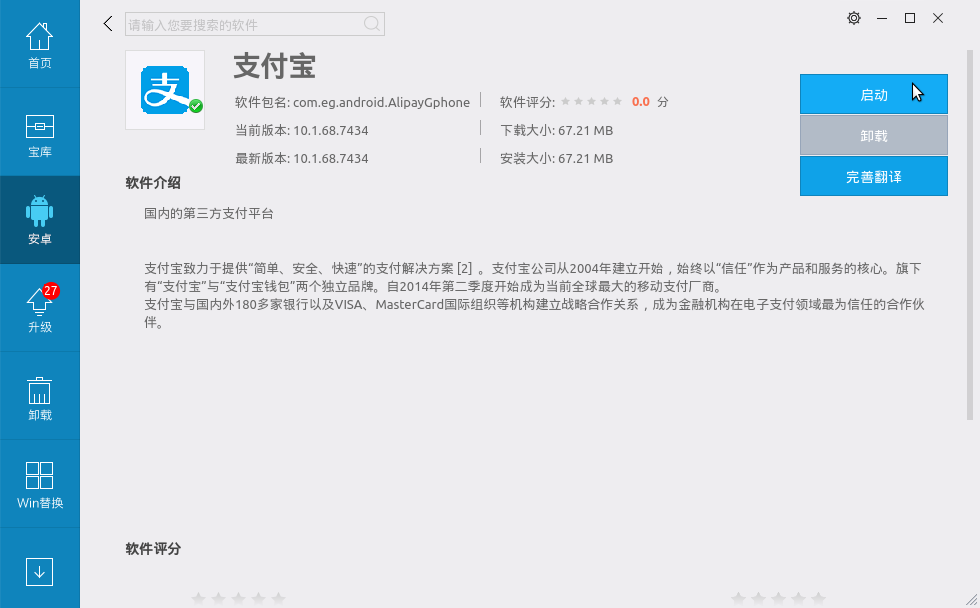 首页
宝库
安卓
27
升级
卸载
Win替换
请输入您要搜索的软件
支
支付宝
软件包名: com.eg.android.AlipayGphone
软件评分: 0.0 分
当前版本: 10.1.68.7434
下载大小: 67.21 MB
最新版本: 10.1.68.7434
安装大小: 67.21 MB
启动
卸载
完善翻译
软件介绍
国内的第三方支付平台
支付宝致力于提供“简单、安全、快速”的支付解决方案 [2] 。支付宝公司从2004年建立开始，始终以“信任”作为产品和服务的核心。旗下
有“支付宝”与“支付宝钱包”两个独立品牌。自2014年第二季度开始成为当前全球最大的移动支付厂商。
支付宝与国内外180多家银行以及VISA、MasterCard国际组织等机构建立战略合作关系，成为金融机构在电子支付领域最为信任的合作伙
伴。
软件评分